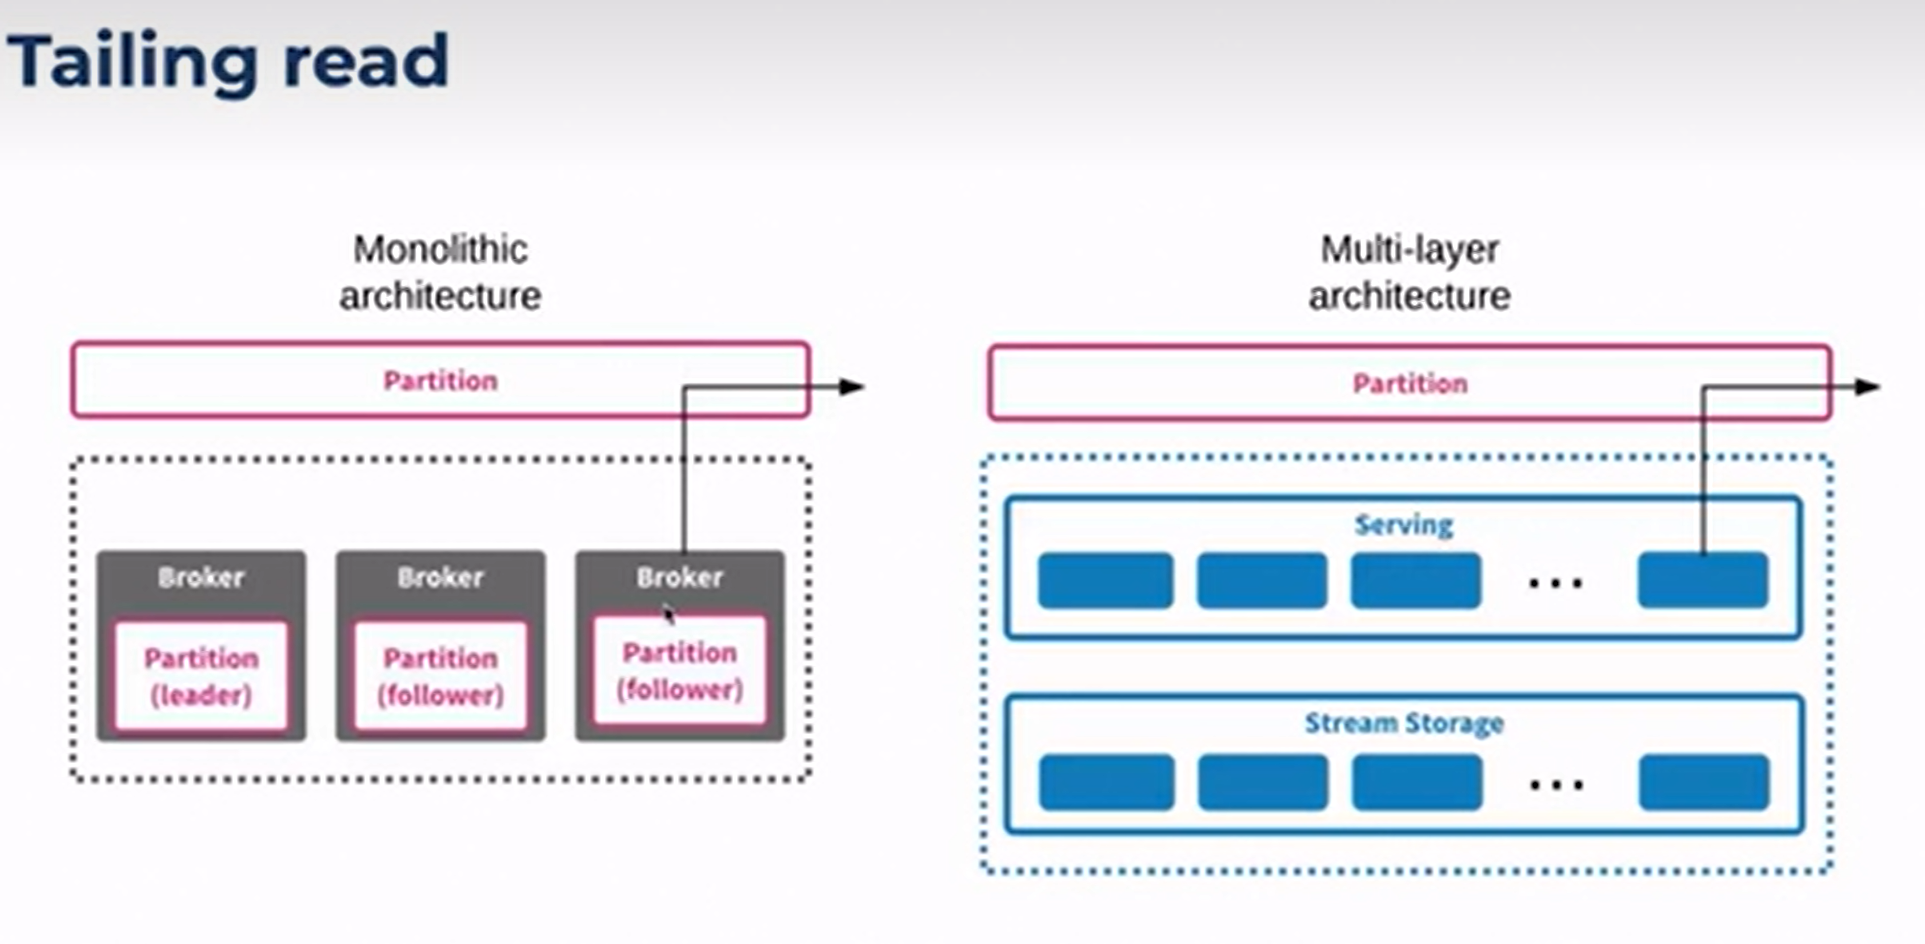 Tailing read
Monolithic
architecture
Partition
Broker
Partition
(leader)
Broker
Partition
(follower)
Broker
Partition
(follower)
Multi-layer
architecture
Partition
Serving
...
Stream Storage
...